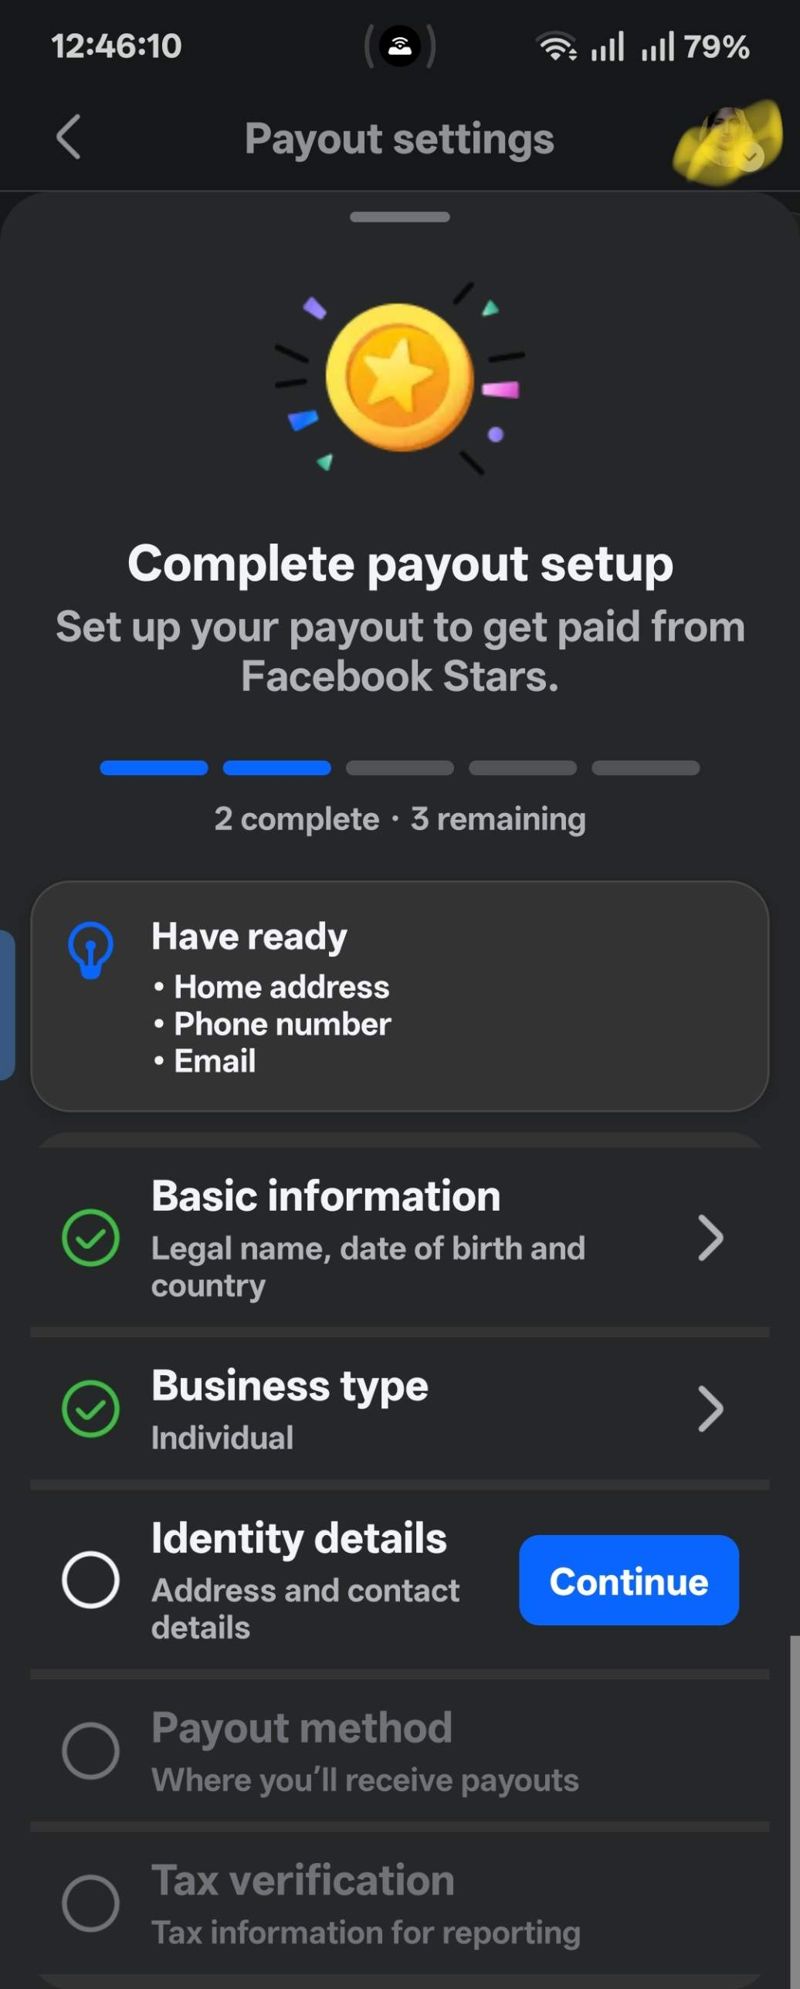 12:46:10
79%
Payout settings
Complete payout setup
Set up your payout to get paid from
Facebook Stars.
2 complete · 3 remaining
Have ready
• Home address
• Phone number
• Email
Basic information
Legal name, date of birth and
country
Business type
Individual
Identity details
Address and contact
details
Continue
Payout method
Where you’ll receive payouts
Tax verification
Tax information for reporting